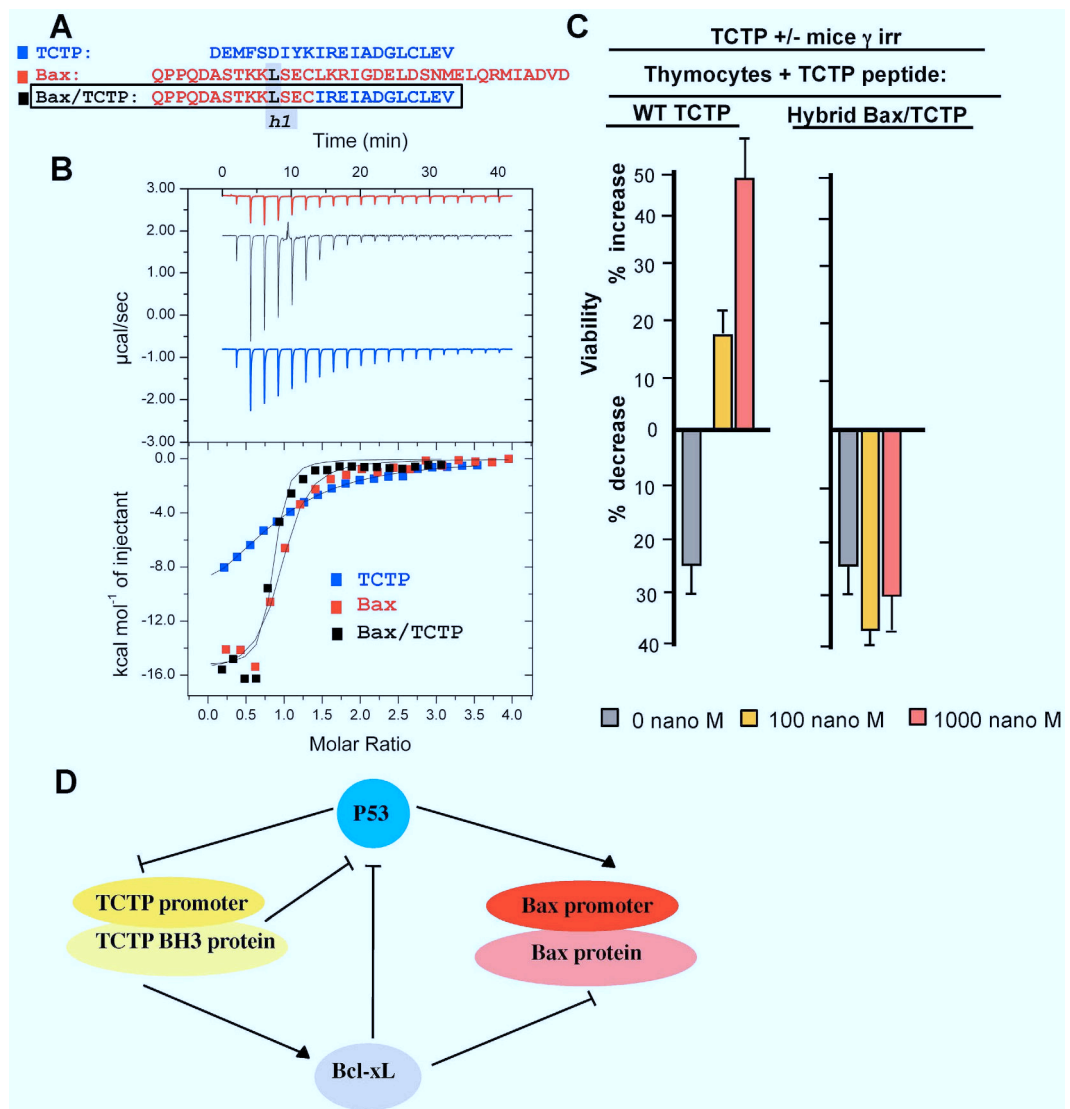 A
TCTP: DEMFSDIYKIREIADGLCLEV
Bax: QPPQDASTKKLSECLKRIGDELDSNMELQRMIADVD
Bax/TCTP: QPPQDASTKKLSECIREIADGLCLEV
h1
B
Time (min)
0 10 20 30 40
3.00
2.00
1.00
0.00
-1.00
-2.00
-3.00
µcal/sec
0.0
-4.0
-8.0
-12.0
-16.0
kcal mol-1 of injectant
TCTP
Bax
Bax/TCTP
0.0 0.5 1.0 1.5 2.0 2.5 3.0 3.5 4.0
Molar Ratio
C
TCTP +/- mice γ irr
Thymocytes + TCTP peptide:
WT TCTP Hybrid Bax/TCTP
Viability
% increase
% decrease
50
40
30
20
10
0
10
20
30
40
0 nano M 100 nano M 1000 nano M
D
P53
TCTP promoter
TCTP BH3 protein
Bax promoter
Bax protein
Bcl-xL